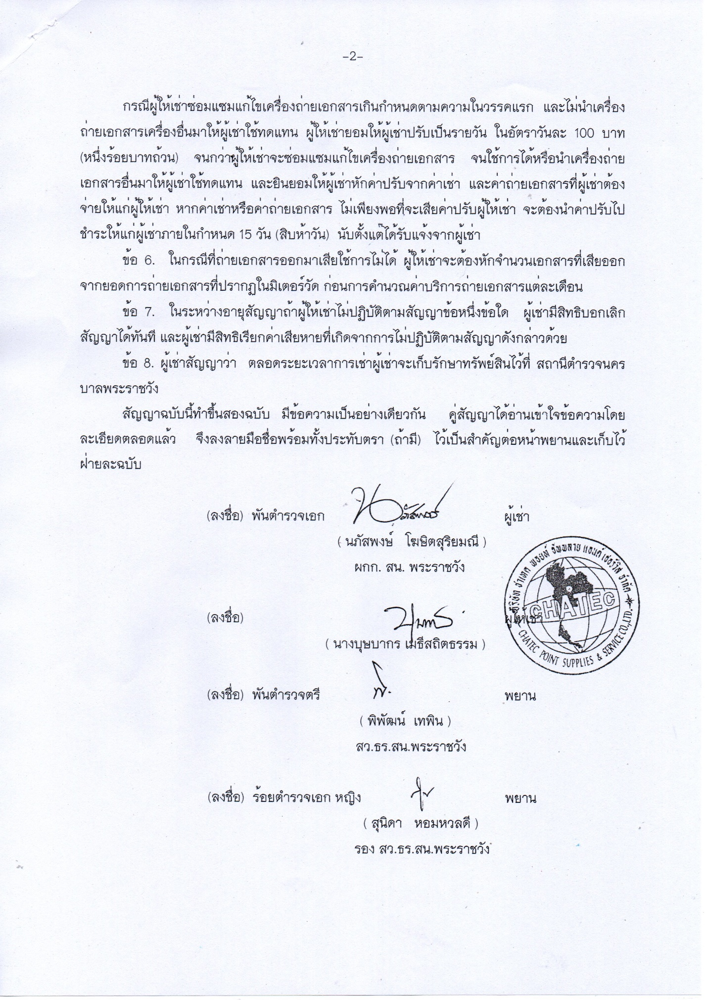 -2-
กรณีผู้ให้เช่าซ่อมแซมแก้ไขเครื่องถ่ายเอกสารเกินกำหนดตามความในวรรคแรก และไม่นำเครื่อง
ถ่ายเอกสารเครื่องอื่นมาให้ผู้เช่าใช้ทดแทน ผู้ให้เช่ายอมให้ผู้เช่าปรับเป็นรายวัน ในอัตราวันละ 100 บาท
(หนึ่งร้อยบาทถ้วน) จนกว่าผู้ให้เช่าจะซ่อมแซมแก้ไขเครื่องถ่ายเอกสาร จนใช้การได้หรือนำเครื่องถ่าย
เอกสารอื่นมาให้ผู้เช่าใช้ทดแทน และยินยอมให้ผู้เช่าหักค่าปรับจากค่าเช่า และค่าถ่ายเอกสารที่ผู้เช่าต้อง
จ่ายให้แก่ผู้ให้เช่า หากค่าเช่าหรือค่าถ่ายเอกสาร ไม่เพียงพอที่จะเสียค่าปรับผู้ให้เช่า จะต้องนำค่าปรับไป
ชำระให้แก่ผู้เช่าภายในกำหนด 15 วัน (สิบห้าวัน) นับตั้งแต่ได้รับแจ้งจากผู้เช่า
ข้อ 6. ในกรณีที่ถ่ายเอกสารออกมาเสียใช้การไม่ได้ ผู้ให้เช่าจะต้องหักจำนวนเอกสารที่เสียออก
จากยอดการถ่ายเอกสารที่ปรากฏในมิเตอร์วัด ก่อนการคำนวณค่าบริการถ่ายเอกสารแต่ละเดือน
ข้อ 7. ในระหว่างอายุสัญญาถ้าผู้ให้เช่าไม่ปฏิบัติตามสัญญาข้อหนึ่งข้อใด ผู้เช่ามีสิทธิบอกเลิก
สัญญาได้ทันที และผู้เช่ามีสิทธิเรียกค่าเสียหายที่เกิดจากการไม่ปฏิบัติตามสัญญาดังกล่าวด้วย
ข้อ 8. ผู้เช่าสัญญาว่า ตลอดระยะเวลาการเช่าผู้เช่าจะเก็บรักษาทรัพย์สินไว้ที่ สถานีตำรวจนคร
บาลพระราชวัง
สัญญาฉบับนี้ทำขึ้นสองฉบับ มีข้อความเป็นอย่างเดียวกัน คู่สัญญาได้อ่านเข้าใจข้อความโดย
ละเอียดตลอดแล้ว จึงลงลายมือชื่อพร้อมทั้งประทับตรา (ถ้ามี) ไว้เป็นสำคัญต่อหน้าพยานและเก็บไว้
ฝ่ายละฉบับ
(ลงชื่อ) พันตำรวจเอก ผู้เช่า
( นภัสพงษ์ โฆษิตสุริยมณี )
ผกก. สน. พระราชวัง
บริษัท ชาเทค พอยท์ ซัพพลาย แอนด์ เซอร์วิส จำกัด
CHATEC
CHATEC POINT SUPPLIES & SERVICE CO.,LTD.
(ลงชื่อ) ผู้ให้เช่า
( นางบุษบากร เมธีสถิตธรรม )
(ลงชื่อ) พันตำรวจตรี พยาน
( พิพัฒน์ เทพิน )
สว.ธร.สน.พระราชวัง
(ลงชื่อ) ร้อยตำรวจเอก หญิง พยาน
( สุนิดา หอมหวลดี )
รอง สว.ธร.สน.พระราชวัง